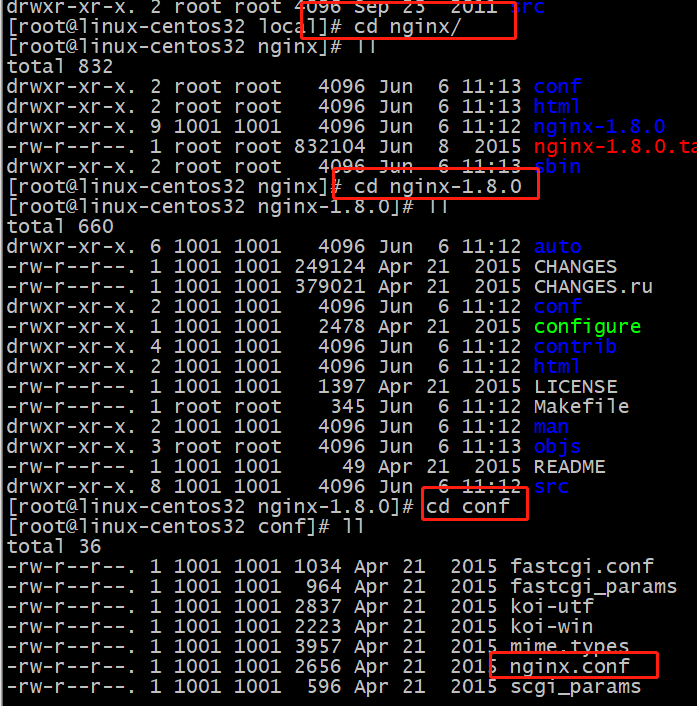 drwxr-xr-x. 2 root root 4096 Sep 23 2011 src
[root@linux-centos32 local]# cd nginx/
[root@linux-centos32 nginx]# ll
total 832
drwxr-xr-x. 2 root root 4096 Jun 6 11:13 conf
drwxr-xr-x. 2 root root 4096 Jun 6 11:13 html
drwxr-xr-x. 9 1001 1001 4096 Jun 6 11:12 nginx-1.8.0
-rw-r--r--. 1 root root 832104 Jun 8 2015 nginx-1.8.0.ta
drwxr-xr-x. 2 root root 4096 Jun 6 11:13 sbin
[root@linux-centos32 nginx]# cd nginx-1.8.0
[root@linux-centos32 nginx-1.8.0]# ll
total 660
drwxr-xr-x. 6 1001 1001 4096 Jun 6 11:12 auto
-rw-r--r--. 1 1001 1001 249124 Apr 21 2015 CHANGES
-rw-r--r--. 1 1001 1001 379021 Apr 21 2015 CHANGES.ru
drwxr-xr-x. 2 1001 1001 4096 Jun 6 11:12 conf
-rwxr-xr-x. 1 1001 1001 2478 Apr 21 2015 configure
drwxr-xr-x. 4 1001 1001 4096 Jun 6 11:12 contrib
drwxr-xr-x. 2 1001 1001 4096 Jun 6 11:12 html
-rw-r--r--. 1 1001 1001 1397 Apr 21 2015 LICENSE
-rw-r--r--. 1 root root 345 Jun 6 11:12 Makefile
drwxr-xr-x. 2 1001 1001 4096 Jun 6 11:12 man
drwxr-xr-x. 3 root root 4096 Jun 6 11:13 objs
-rw-r--r--. 1 1001 1001 49 Apr 21 2015 README
drwxr-xr-x. 8 1001 1001 4096 Jun 6 11:12 src
[root@linux-centos32 nginx-1.8.0]# cd conf
[root@linux-centos32 conf]# ll
total 36
-rw-r--r--. 1 1001 1001 1034 Apr 21 2015 fastcgi.conf
-rw-r--r--. 1 1001 1001 964 Apr 21 2015 fastcgi_params
-rw-r--r--. 1 1001 1001 2837 Apr 21 2015 koi-utf
-rw-r--r--. 1 1001 1001 2223 Apr 21 2015 koi-win
-rw-r--r--. 1 1001 1001 3957 Apr 21 2015 mime.types
-rw-r--r--. 1 1001 1001 2656 Apr 21 2015 nginx.conf
-rw-r--r--. 1 1001 1001 596 Apr 21 2015 scgi_params